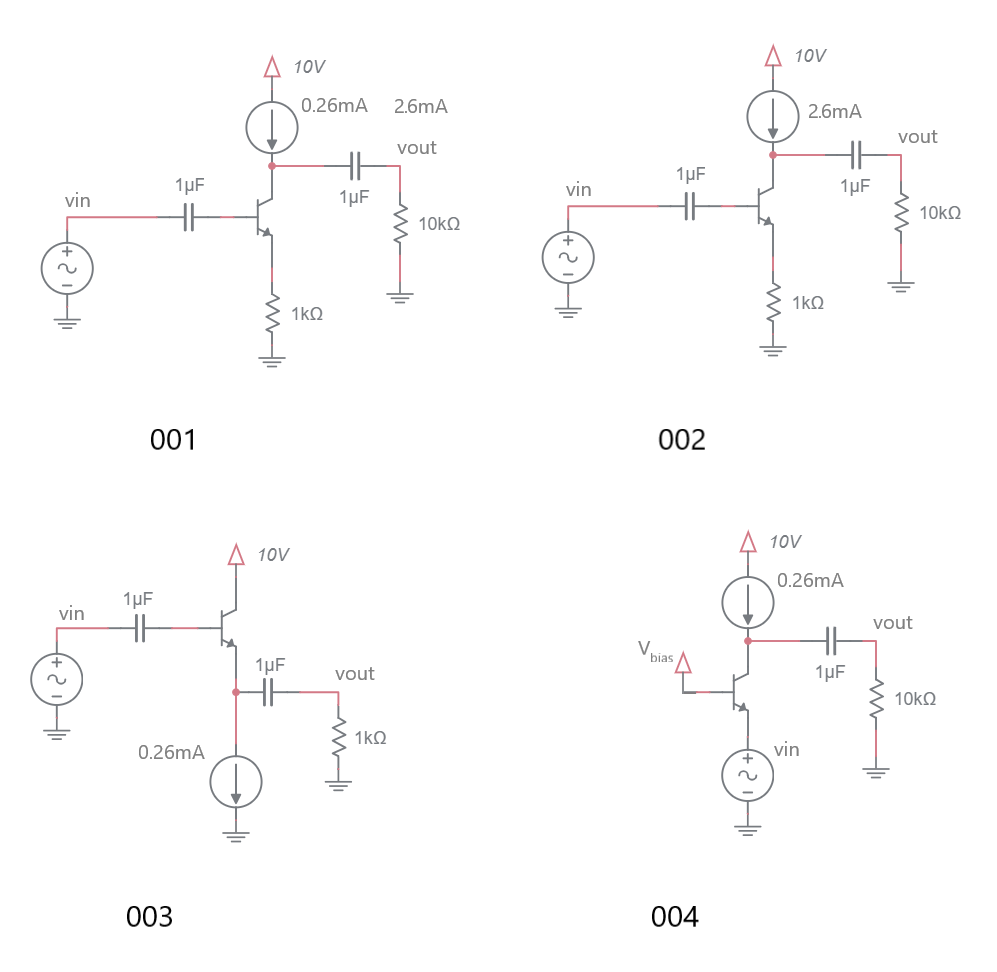 10V
0.26mA 2.6mA
vout
1µF
1µF
vin
10kΩ
1kΩ
001
10V
2.6mA
vout
1µF
1µF
vin
10kΩ
1kΩ
002
10V
1µF
vin
1µF
vout
1kΩ
0.26mA
003
10V
0.26mA
vout
Vbias
1µF
10kΩ
vin
004